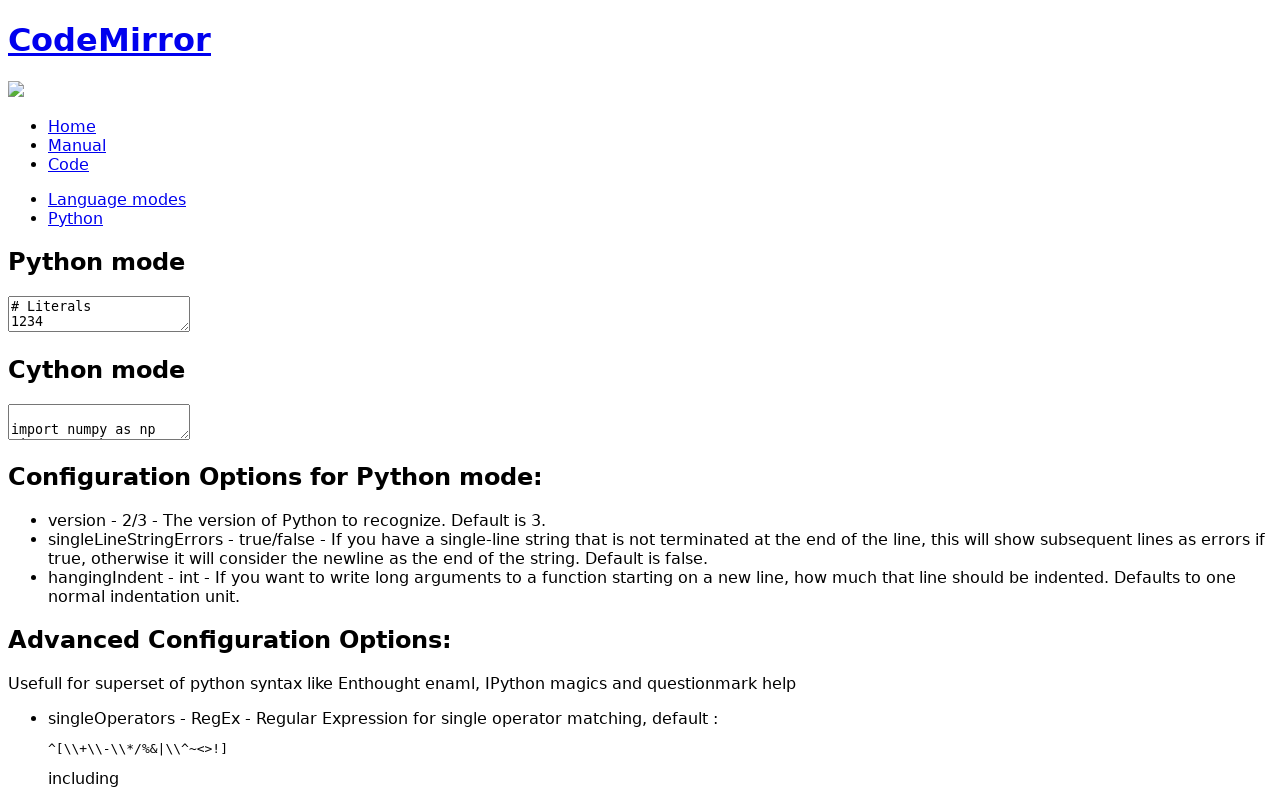 CodeMirror
Home
Manual
Code
Language modes
Python
Python mode
# Literals
1234
Cython mode
import numpy as np
Configuration Options for Python mode:
version - 2/3 - The version of Python to recognize. Default is 3.
singleLineStringErrors - true/false - If you have a single-line string that is not terminated at the end of the line, this will show subsequent lines as errors if
true, otherwise it will consider the newline as the end of the string. Default is false.
hangingIndent - int - If you want to write long arguments to a function starting on a new line, how much that line should be indented. Defaults to one
normal indentation unit.
Advanced Configuration Options:
Usefull for superset of python syntax like Enthought enaml, IPython magics and questionmark help
singleOperators - RegEx - Regular Expression for single operator matching, default :
^[\\+\\-\\*/%&|\\^~<>!]
including